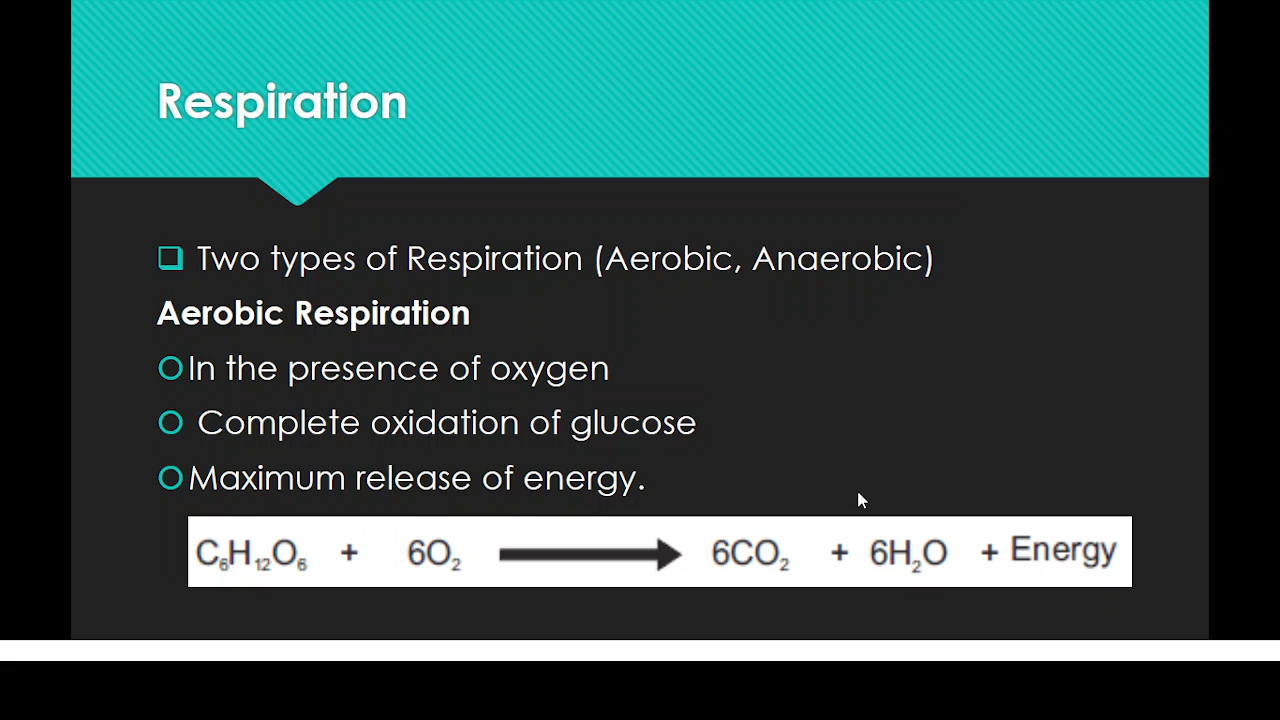 Respiration
Two types of Respiration (Aerobic, Anaerobic)
Aerobic Respiration
In the presence of oxygen
Complete oxidation of glucose
Maximum release of energy.
C₆H₁₂O₆ + 6O₂ → 6CO₂ + 6H₂O + Energy